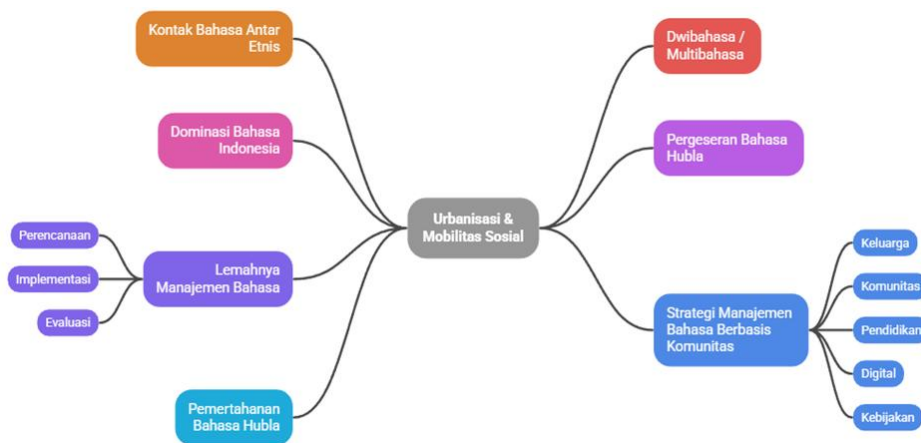 Kontak Bahasa Antar
Etnis
Dominasi Bahasa
Indonesia
Lemahnya
Manajemen Bahasa
Perencanaan
Implementasi
Evaluasi
Pemertahanan
Bahasa Hubla
Urbanisasi &
Mobilitas Sosial
Dwibahasa /
Multibahasa
Pergeseran Bahasa
Hubla
Strategi Manajemen
Bahasa Berbasis
Komunitas
Keluarga
Komunitas
Pendidikan
Digital
Kebijakan